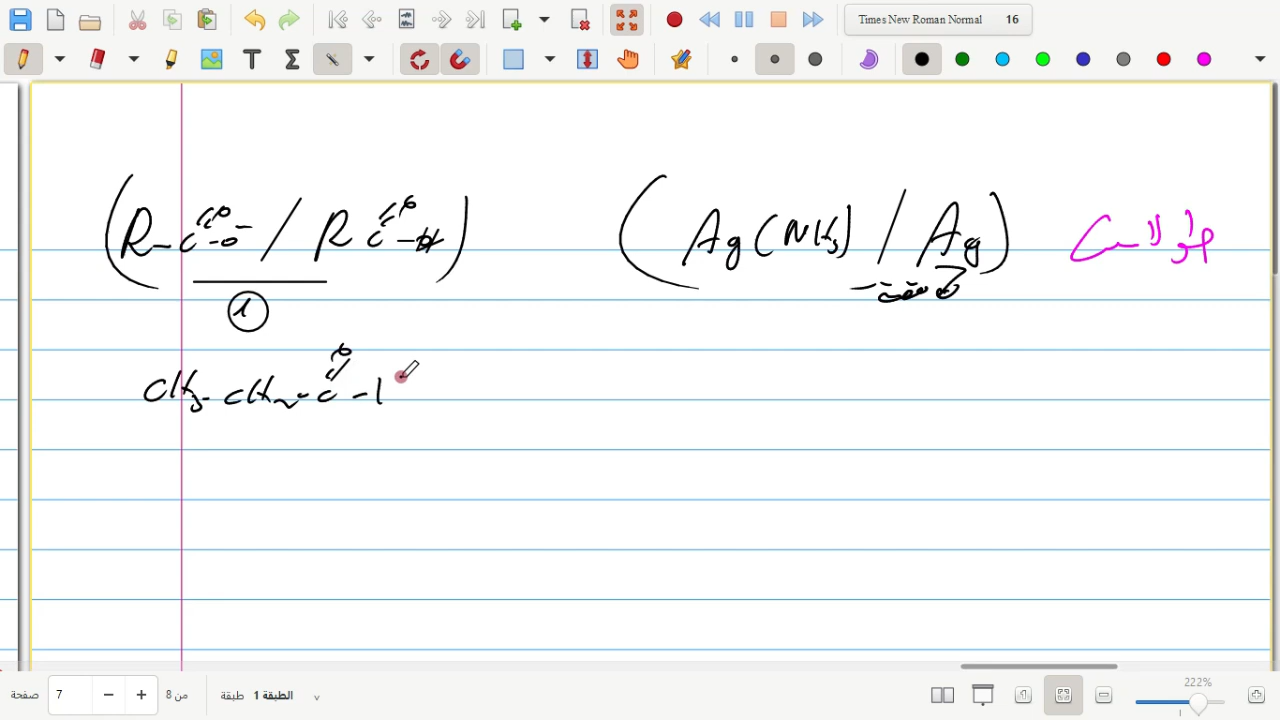 Times New Roman Normal 16
(R-C=O-O⁻ / R C=O-H) (Ag(NH₃) / Ag)
1
CH₃-CH₂-C=O-
صفحة 7 من 8 طبقة الطبقة 1 222%